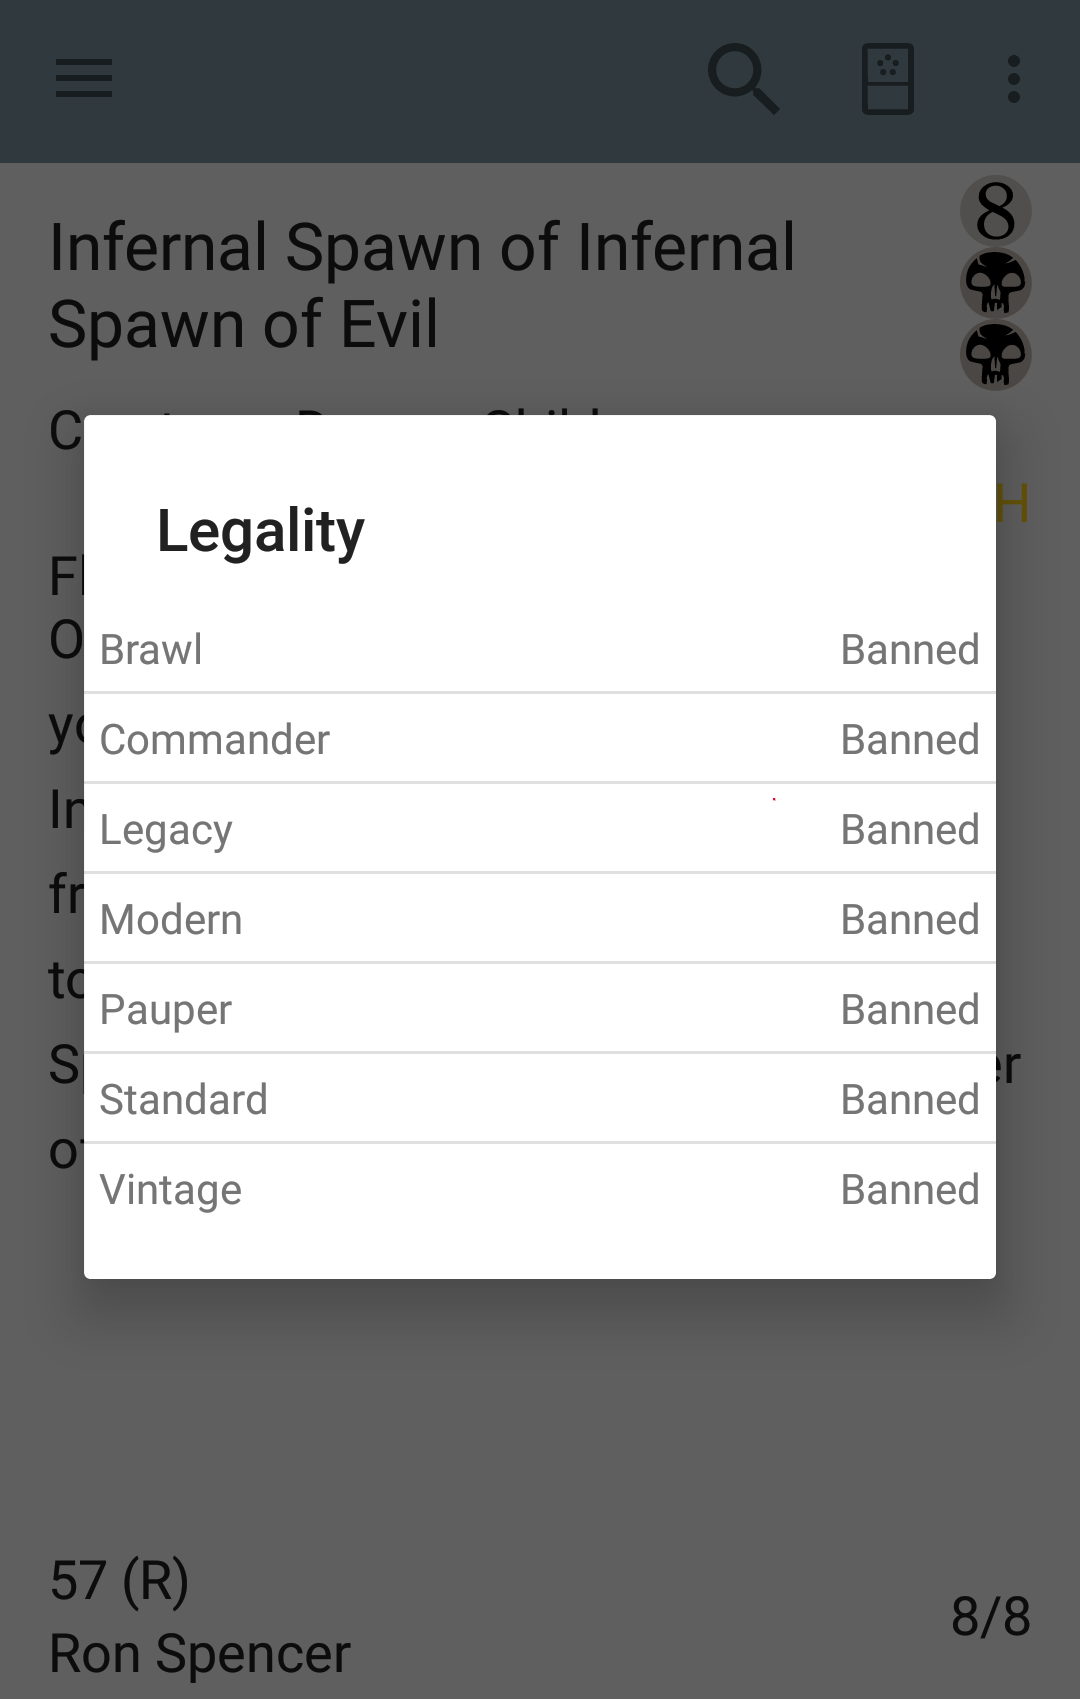 Infernal Spawn of Infernal
8
Spawn of Evil
Legality
Brawl Banned
Commander Banned
Legacy Banned
Modern Banned
Pauper Banned
Standard Banned
Vintage Banned
57 (R)
8/8
Ron Spencer